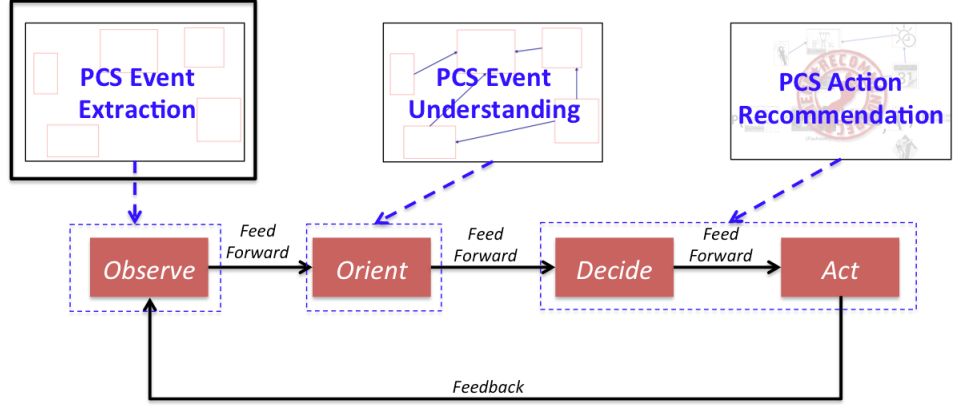 PCS Event
Extraction
PCS Event
Understanding
PCS Action
Recommendation
31
Observe
Feed
Forward
Orient
Feed
Forward
Decide
Feed
Forward
Act
Feedback